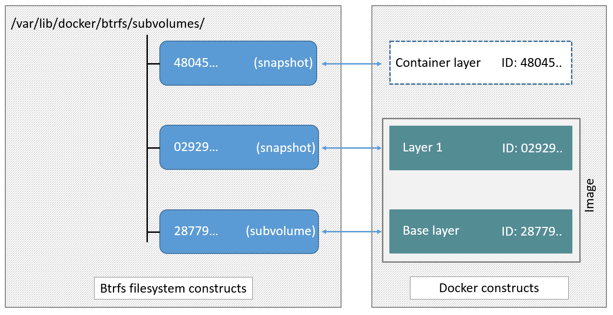 /var/lib/docker/btrfs/subvolumes/
48045... (snapshot)
Container layer ID: 48045..
02929... (snapshot)
Layer 1 ID: 02929..
28779... (subvolume)
Base layer ID: 28779..
Image
Btrfs filesystem constructs
Docker constructs